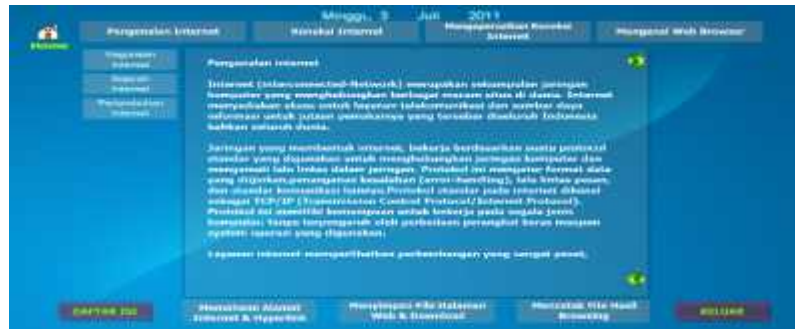 Minggu, 3 Juli 2011
Home
Pengenalan Internet
Koneksi Internet
Mengoperasikan Koneksi
Internet
Mengenal Web Browser
Pengertian
Internet
Sejarah
Internet
Pertumbuhan
Internet
Pengenalan internet
Internet (interconnected-Network) merupakan sekumpulan jaringan
komputer yang menghubungkan berbagai macam situs di dunia. Internet
menyediakan akses untuk layanan telekomunikasi dan sumber daya
informasi untuk jutaan pemakainya yang tersebar diseluruh Indonesia
bahkan seluruh dunia.
Jaringan yang membentuk internet, bekerja berdasarkan suatu protocol
standar yang digunakan untuk menghubungkan jaringan komputer dan
mengamati lalu lintas dalam jaringan. Protokol ini mengatur format data
yang diijinkan,penanganan kesalahan (error-handling), lalu lintas pesan,
dan standar komunikasi lainnya.Protokol standar pada internet dikenal
sebagai TCP/IP (Transmission Control Protocol/Internet Protocol).
Protokol ini memiliki kemampuan untuk bekerja pada segala jenis
komputer, tanpa terpengaruh oleh perbedaan perangkat keras maupun
system operasi yang digunakan.
Layanan internet memperlihatkan perkembangan yang sangat pesat,
DAFTAR ISI
Memahami Alamat
Internet & Hyperlink
Menyimpan File Halaman
Web & Download
Mencetak File Hasil
Browsing
KELUAR